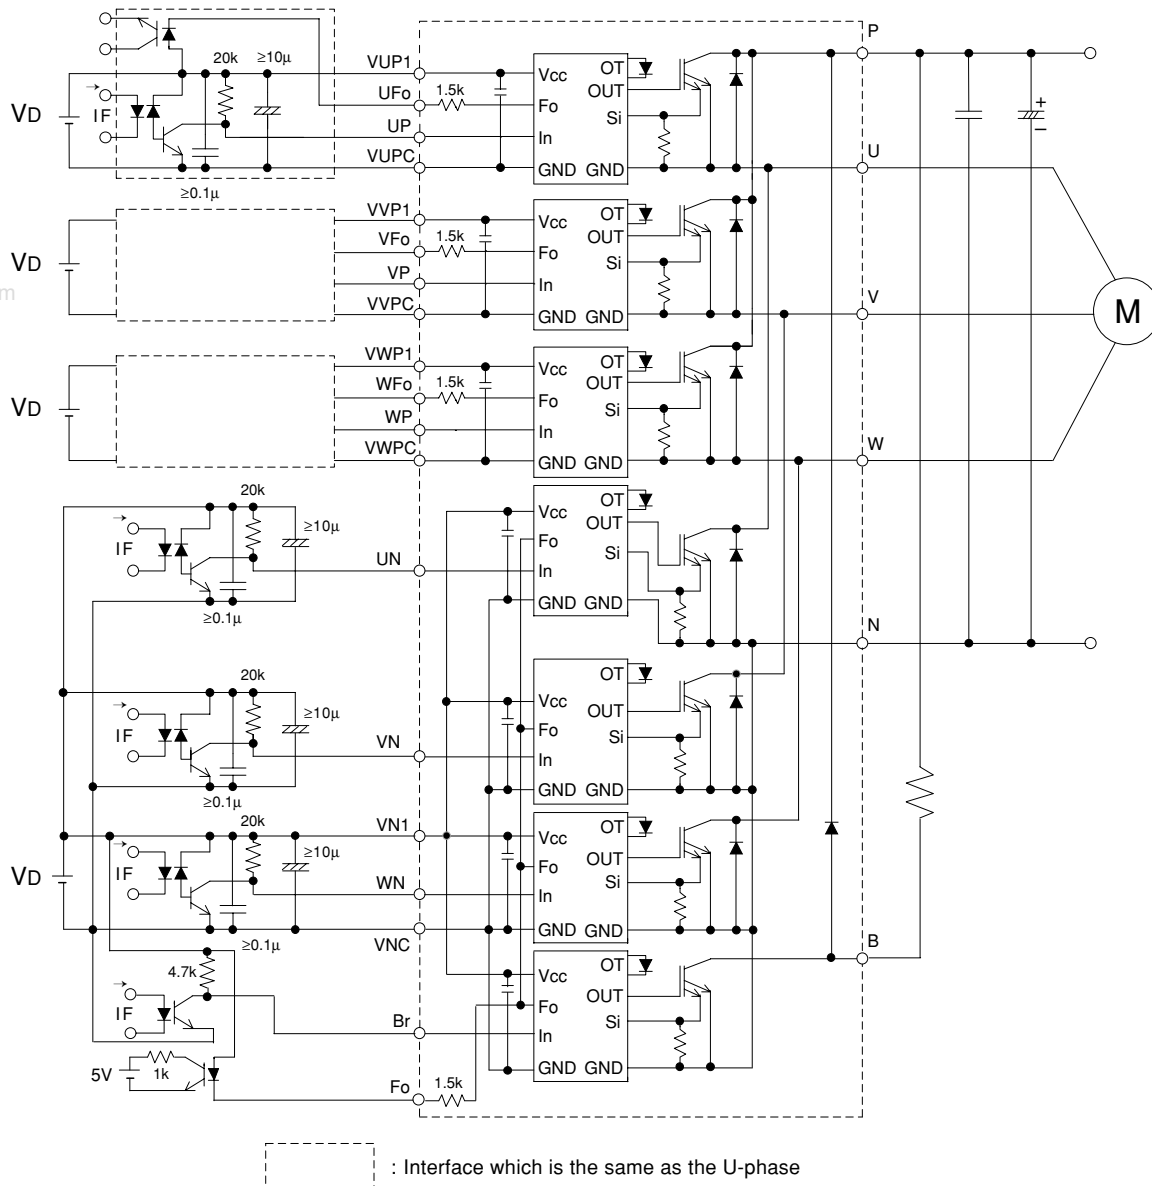 P
20k
≥10µ
VUP1
UFo
UP
VUPC
1.5k
Vcc
Fo
In
GND GND
OT
OUT
Si
VD
IF
≥0.1µ
+
–
U
VVP1
VFo
VP
VVPC
1.5k
Vcc
Fo
In
GND GND
OT
OUT
Si
VD
m
V
M
VWP1
WFo
WP
VWPC
1.5k
Vcc
Fo
In
GND GND
OT
OUT
Si
VD
W
20k
≥10µ
IF
≥0.1µ
UN
Vcc
Fo
In
GND GND
OT
OUT
Si
N
20k
≥10µ
IF
≥0.1µ
VN
Vcc
Fo
In
GND GND
OT
OUT
Si
20k
≥10µ
VN1
IF
VD
WN
≥0.1µ
VNC
Vcc
Fo
In
GND GND
OT
OUT
Si
B
4.7k
IF
Br
Vcc
Fo
In
GND GND
OT
OUT
Si
5V
1k
Fo
1.5k
: Interface which is the same as the U-phase